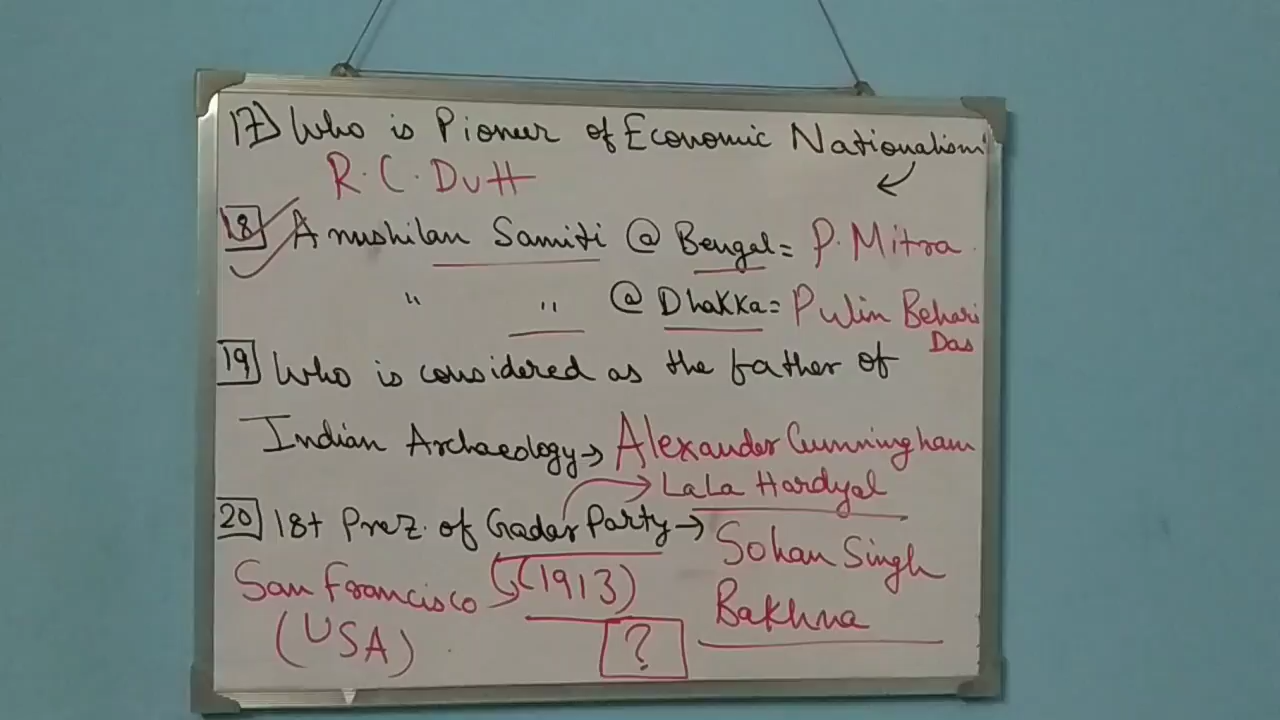 17) Who is Pioneer of Economic Nationalism
R.C. Dutt
18 Anushilan Samiti @ Bengal = P. Mitra
" " @ Dhakka = Pulin Behari
Das
19 Who is considered as the father of
Indian Archaeology → Alexander Cunningham
Lala Hardyal
20 1st Prez. of Gadar Party →
Sohan Singh
Bakhna
San Francisco (1913)
(USA)
?